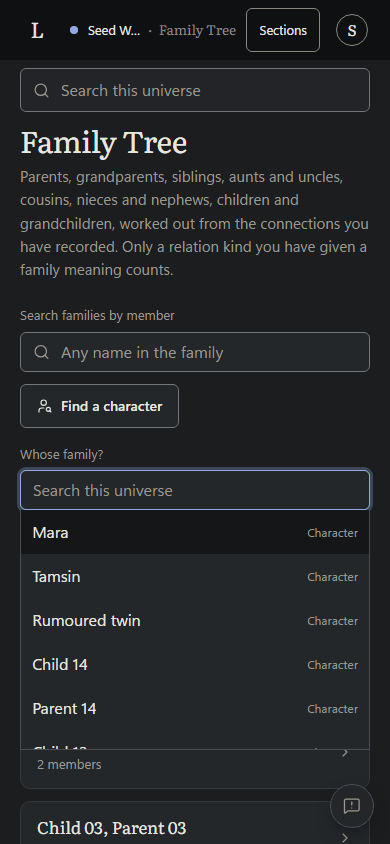 L
Seed W... · Family Tree
Sections
S
Search this universe
Family Tree
Parents, grandparents, siblings, aunts and uncles,
cousins, nieces and nephews, children and
grandchildren, worked out from the connections you
have recorded. Only a relation kind you have given a
family meaning counts.
Search families by member
Any name in the family
Find a character
Whose family?
Search this universe
Mara Character
Tamsin Character
Rumoured twin Character
Child 14 Character
Parent 14 Character
2 members
Child 03, Parent 03